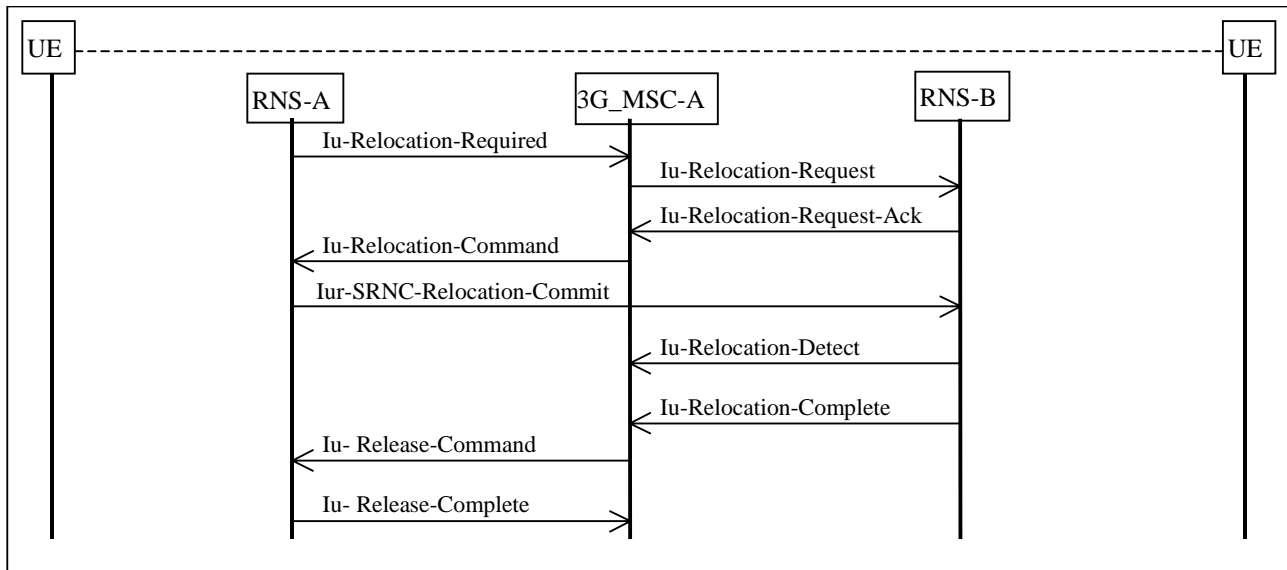 UE
UE
RNS-A
3G_MSC-A
RNS-B
Iu-Relocation-Required
Iu-Relocation-Request
Iu-Relocation-Request-Ack
Iu-Relocation-Command
Iur-SRNC-Relocation-Commit
Iu-Relocation-Detect
Iu-Relocation-Complete
Iu- Release-Command
Iu- Release-Complete